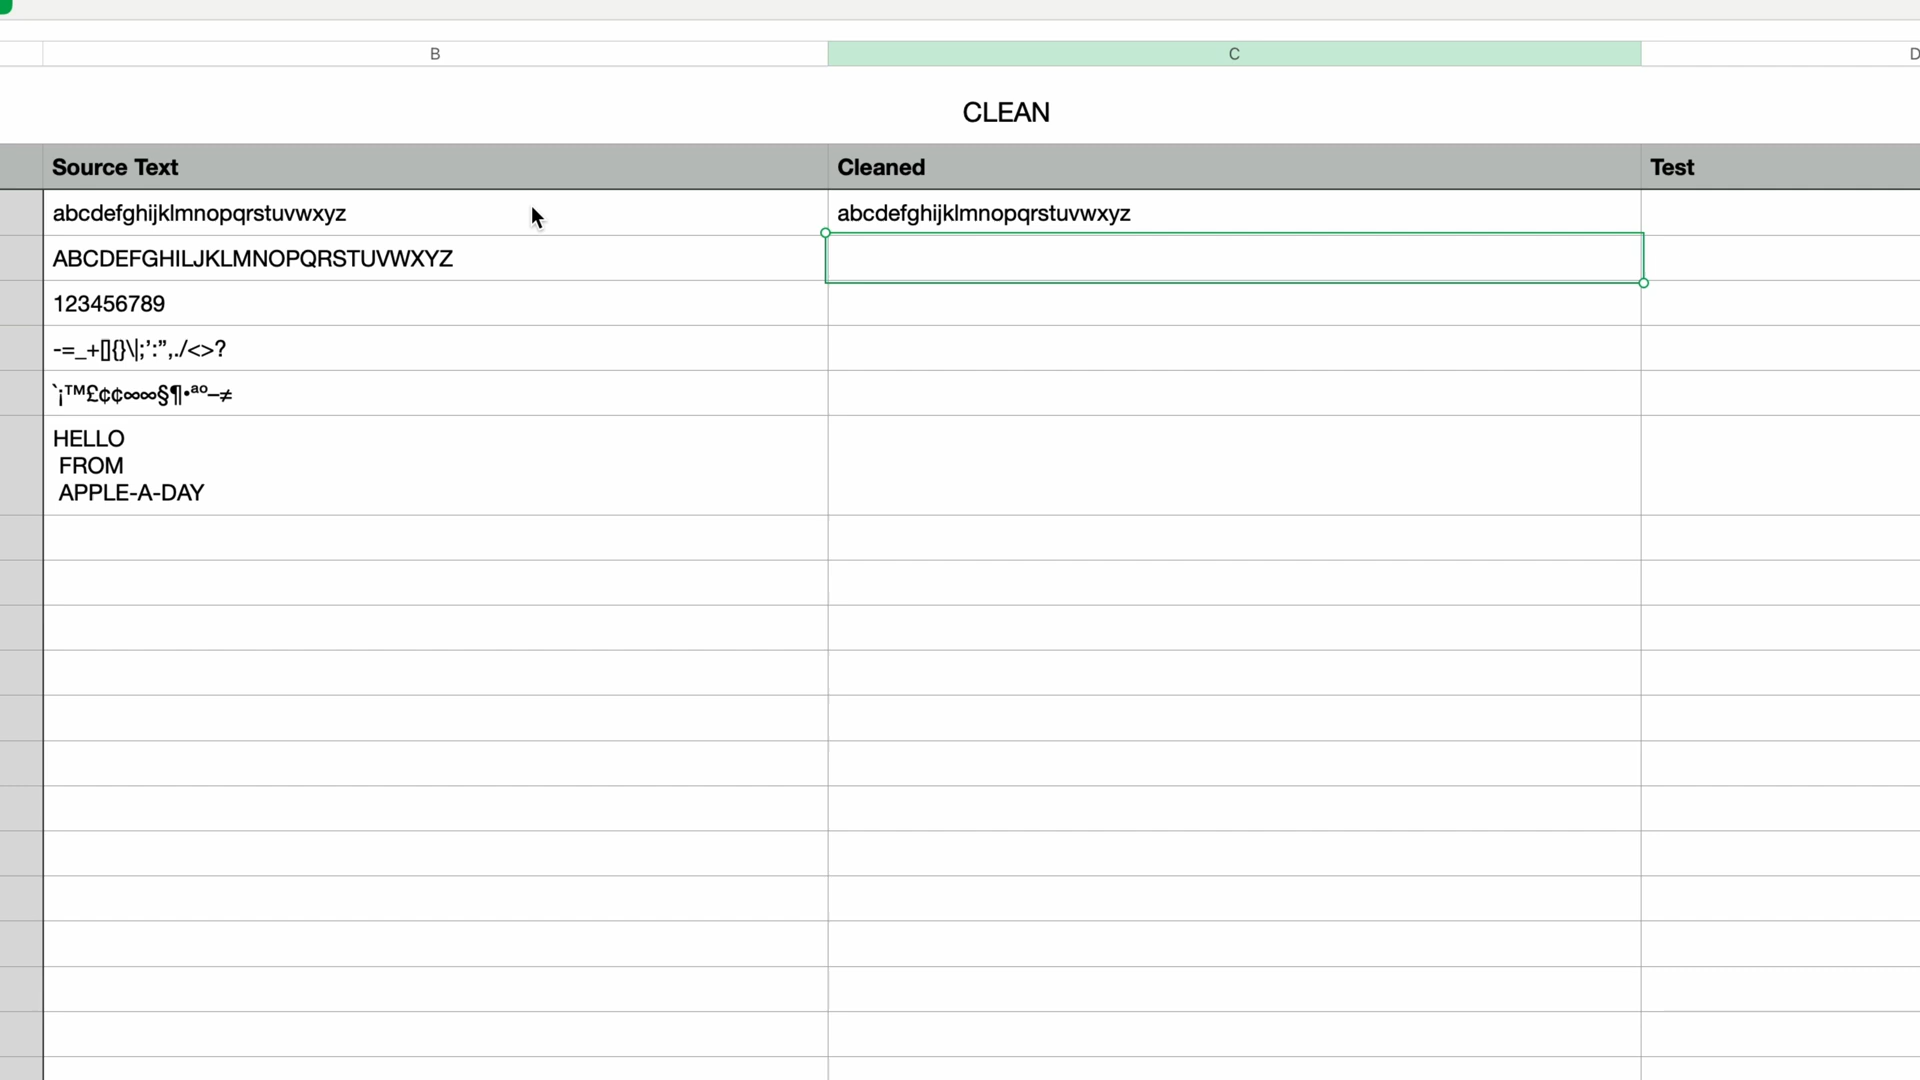 B C D
CLEAN
Source Text Cleaned Test
abcdefghijklmnopqrstuvwxyz abcdefghijklmnopqrstuvwxyz
ABCDEFGHILJKLMNOPQRSTUVWXYZ
123456789
-=_+[]{}\|;’:”,./<>?
`¡™£¢¢∞∞§¶•ªº–≠
HELLO
FROM
APPLE-A-DAY